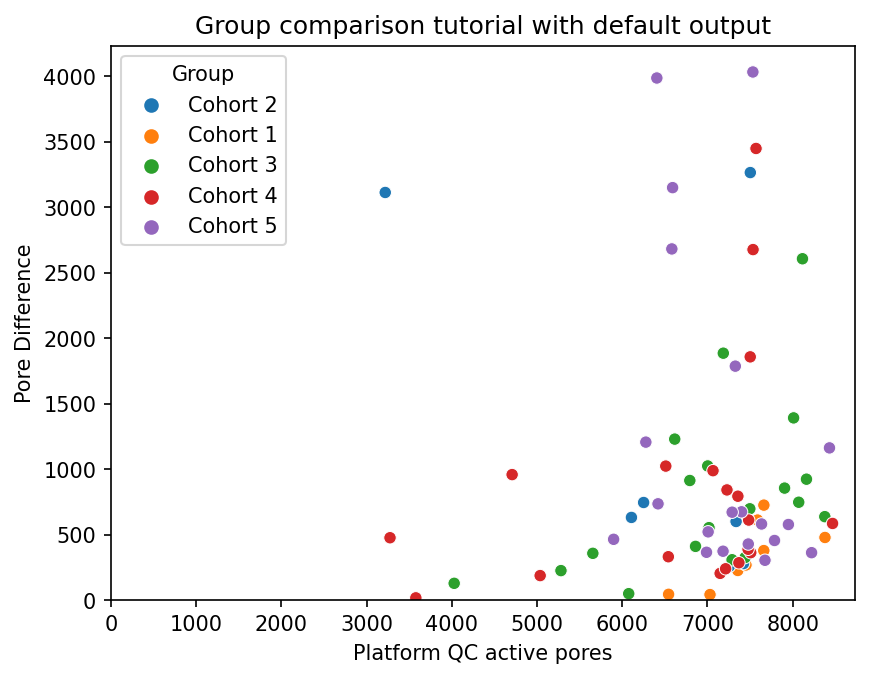 Group comparison tutorial with default output
Group
Cohort 2
Cohort 1
Cohort 3
Cohort 4
Cohort 5
Pore Difference
4000
3500
3000
2500
2000
1500
1000
500
0
0 1000 2000 3000 4000 5000 6000 7000 8000
Platform QC active pores